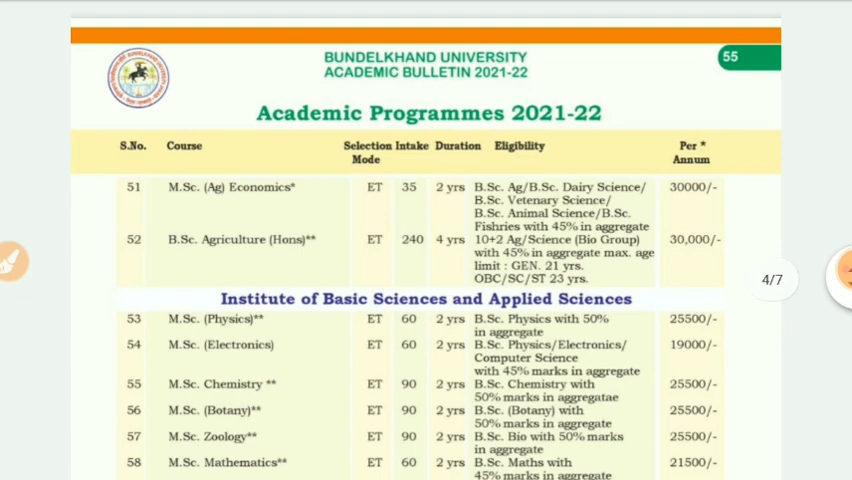 BUNDELKHAND UNIVERSITY
ACADEMIC BULLETIN 2021-22
55
Academic Programmes 2021-22
S.No. Course Selection Mode Intake Duration Eligibility Per * Annum
51 M.Sc. (Ag) Economics* ET 35 2 yrs B.Sc. Ag/B.Sc. Dairy Science/ 30000/-
B.Sc. Vetenary Science/
B.Sc. Animal Science/B.Sc.
Fishries with 45% in aggregate
52 B.Sc. Agriculture (Hons)** ET 240 4 yrs 10+2 Ag/Science (Bio Group) 30,000/-
with 45% in aggregate max. age
limit : GEN. 21 yrs.
OBC/SC/ST 23 yrs.
4/7
Institute of Basic Sciences and Applied Sciences
53 M.Sc. (Physics)** ET 60 2 yrs B.Sc. Physics with 50% 25500/-
in aggregate
54 M.Sc. (Electronics) ET 60 2 yrs B.Sc. Physics/Electronics/ 19000/-
Computer Science
with 45% marks in aggregate
55 M.Sc. Chemistry ** ET 90 2 yrs B.Sc. Chemistry with 25500/-
50% marks in aggregatae
56 M.Sc. (Botany)** ET 90 2 yrs B.Sc. (Botany) with 25500/-
50% marks in aggregate
57 M.Sc. Zoology** ET 90 2 yrs B.Sc. Bio with 50% marks 25500/-
in aggregate
58 M.Sc. Mathematics** ET 60 2 yrs B.Sc. Maths with 21500/-
45% marks in aggregate